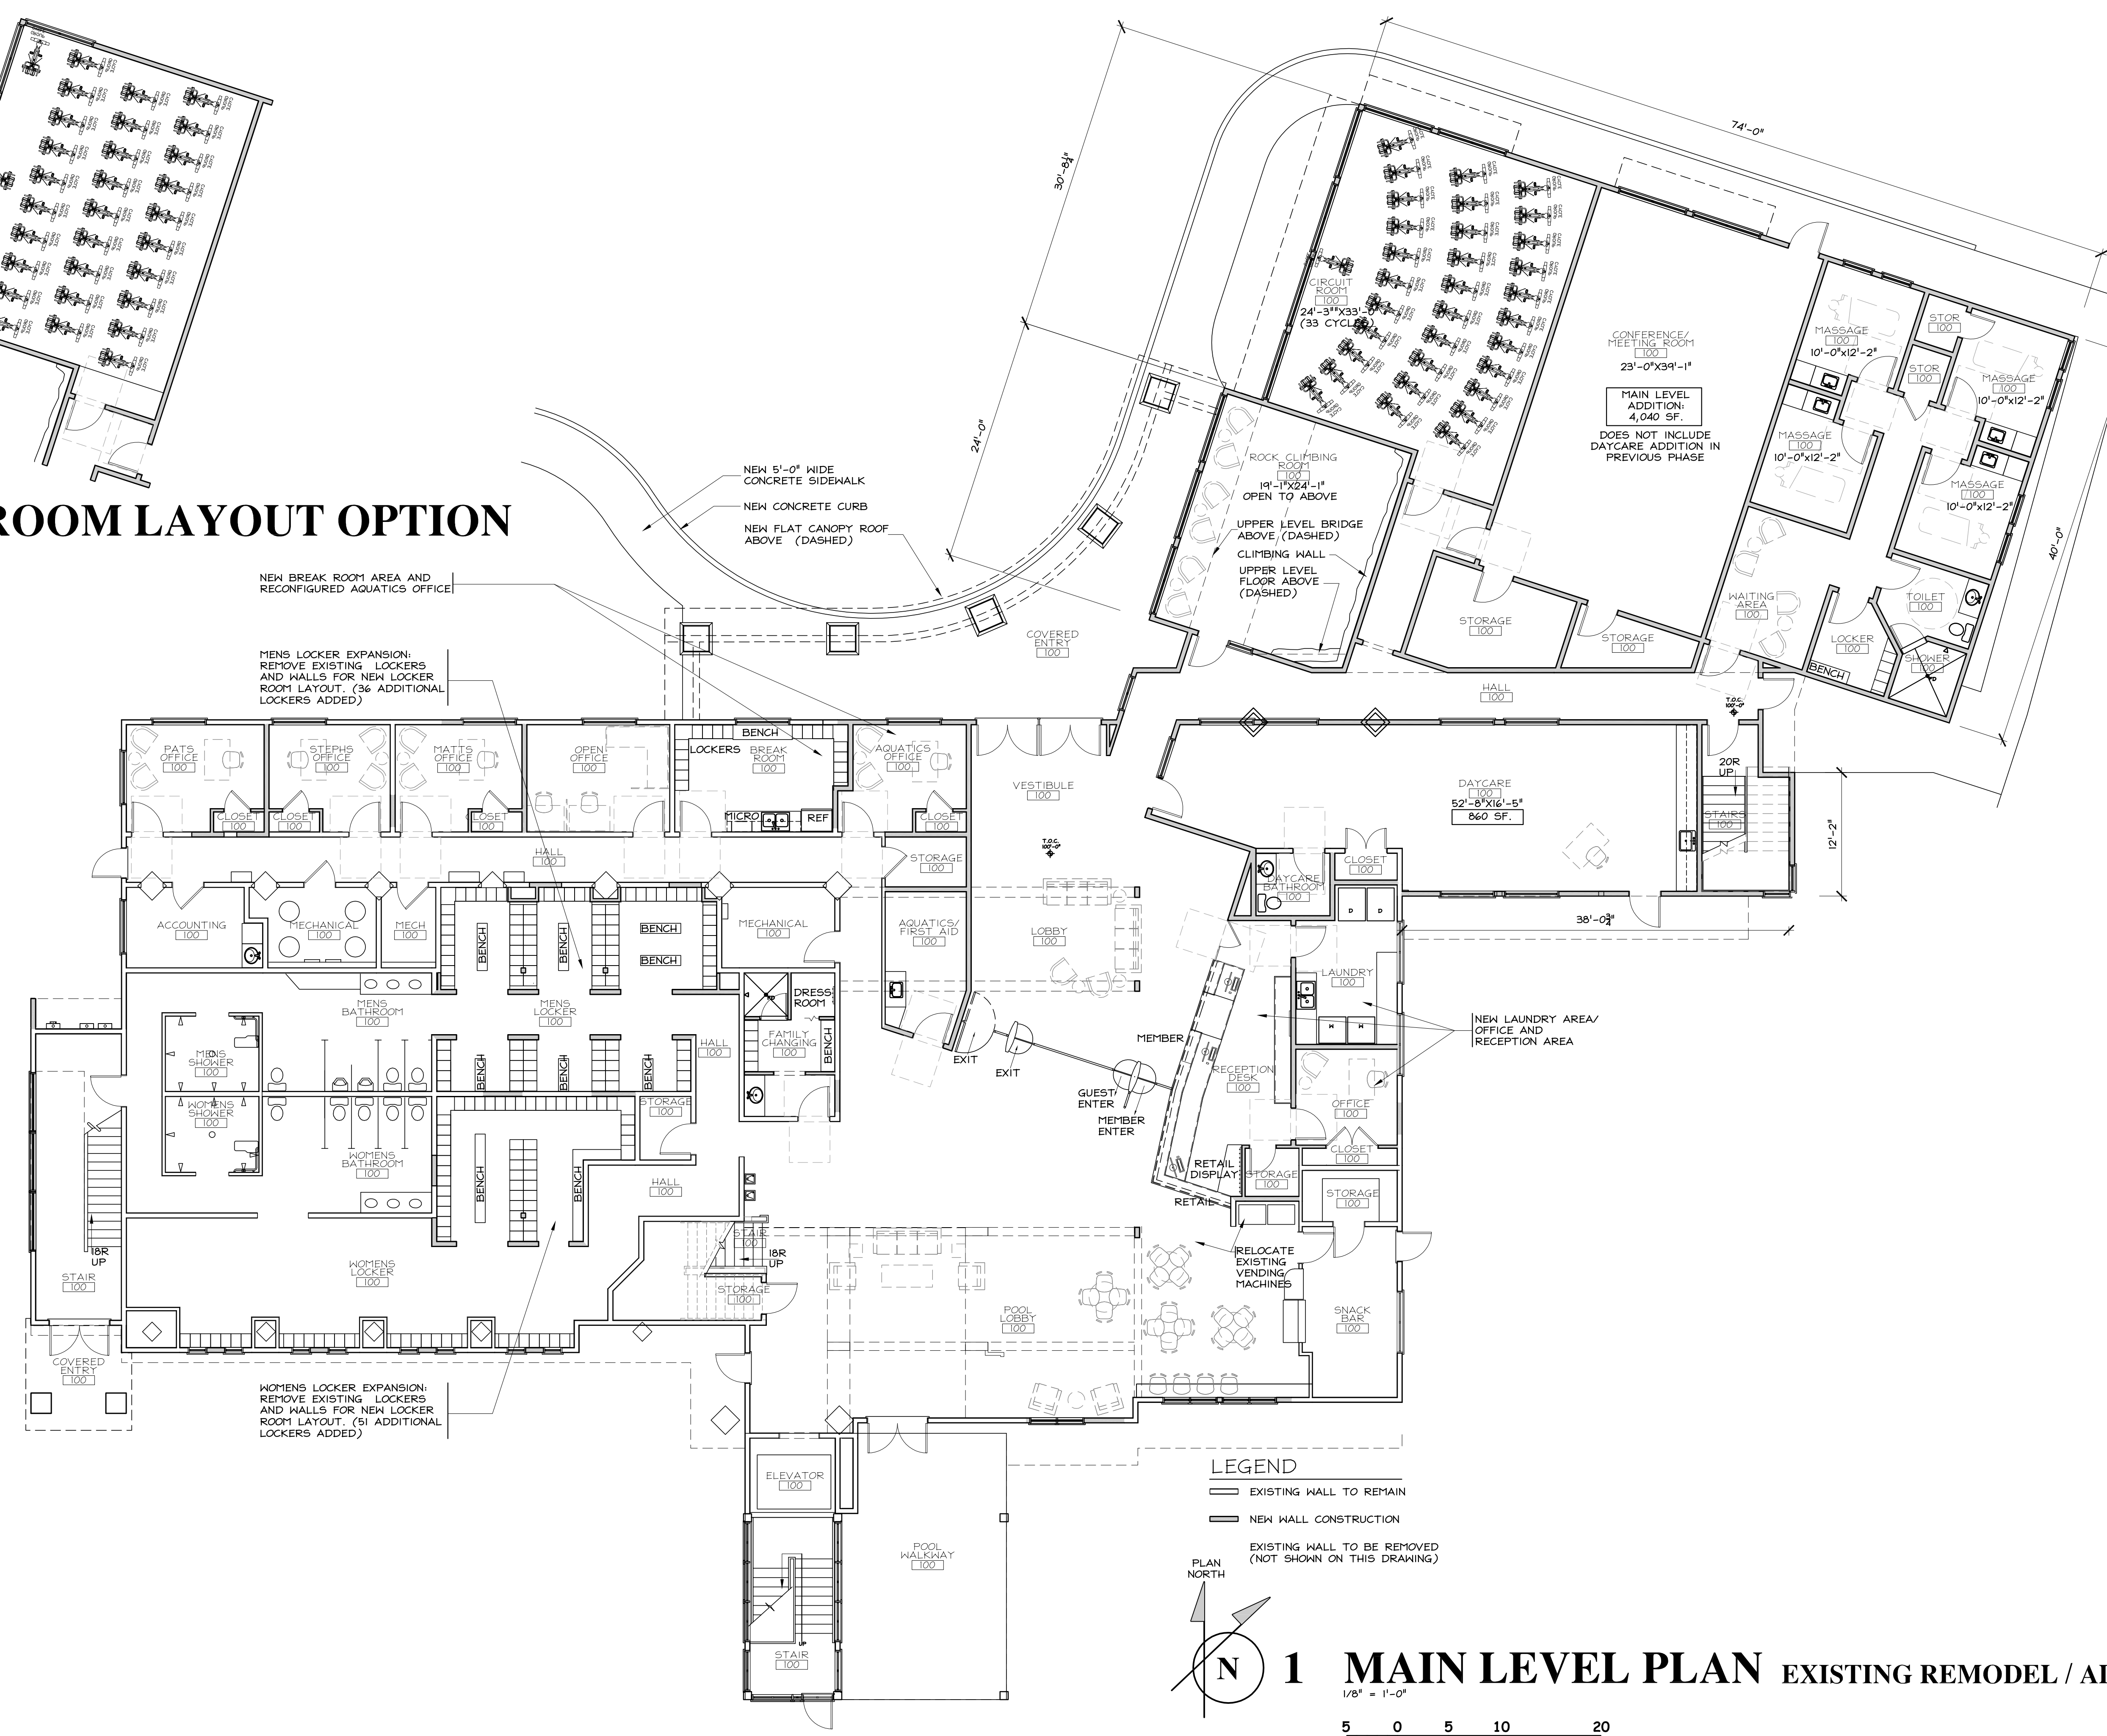 ROOM LAYOUT OPTION
30'-8 1/4"
74'-0"
24'-0"
40'-0"
12'-2"
38'-0 3/4"
CIRCUIT
ROOM
100
24'-3""X33'-0
(33 CYCLES)
CONFERENCE/
MEETING ROOM
100
23'-0"X39'-1"
MAIN LEVEL
ADDITION:
4,040 SF.
DOES NOT INCLUDE
DAYCARE ADDITION IN
PREVIOUS PHASE
MASSAGE
100
10'-0"x12'-2"
STOR
100
STOR
100
MASSAGE
100
10'-0"x12'-2"
MASSAGE
100
10'-0"x12'-2"
MASSAGE
100
10'-0"x12'-2"
WAITING
AREA
100
TOILET
100
LOCKER
100
BENCH
SHOWER
100
ROCK CLIMBING
ROOM
100
19'-1"X24'-1"
OPEN TO ABOVE
UPPER LEVEL BRIDGE
ABOVE (DASHED)
CLIMBING WALL
UPPER LEVEL
FLOOR ABOVE
(DASHED)
STORAGE
100
STORAGE
100
HALL
100
T.O.C.
100'-0"
NEW 5'-0" WIDE
CONCRETE SIDEWALK
NEW CONCRETE CURB
NEW FLAT CANOPY ROOF
ABOVE (DASHED)
NEW BREAK ROOM AREA AND
RECONFIGURED AQUATICS OFFICE
MENS LOCKER EXPANSION:
REMOVE EXISTING LOCKERS
AND WALLS FOR NEW LOCKER
ROOM LAYOUT. (36 ADDITIONAL
LOCKERS ADDED)
COVERED
ENTRY
100
PATS
OFFICE
100
STEPHS
OFFICE
100
MATTS
OFFICE
100
OPEN
OFFICE
100
BENCH
LOCKERS
BREAK
ROOM
100
AQUATICS
OFFICE
100
CLOSET
100
CLOSET
100
CLOSET
100
MICRO
REF
CLOSET
100
VESTIBULE
100
DAYCARE
100
52'-8"X16'-5"
860 SF.
20R
UP
STAIRS
100
HALL
100
STORAGE
100
T.O.C.
100'-0"
DAYCARE
BATHROOM
100
CLOSET
100
D
D
ACCOUNTING
100
MECHANICAL
100
MECH
100
BENCH
BENCH
BENCH
BENCH
MECHANICAL
100
AQUATICS/
FIRST AID
100
LOBBY
100
LAUNDRY
100
W
W
MENS
BATHROOM
100
MENS
LOCKER
100
DRESS
ROOM
FAMILY
CHANGING
100
BENCH
HALL
100
MENS
SHOWER
100
BENCH
BENCH
BENCH
EXIT
EXIT
MEMBER
GUEST
ENTER
MEMBER
ENTER
RECEPTION
DESK
100
OFFICE
100
NEW LAUNDRY AREA/
OFFICE AND
RECEPTION AREA
WOMENS
SHOWER
100
STORAGE
100
WOMENS
BATHROOM
100
BENCH
BENCH
HALL
100
RETAIL
DISPLAY
STORAGE
100
CLOSET
100
STORAGE
100
RETAIL
18R
UP
STAIR
100
WOMENS
LOCKER
100
STAIR
100
18R
UP
STORAGE
100
RELOCATE
EXISTING
VENDING
MACHINES
POOL
LOBBY
100
SNACK
BAR
100
COVERED
ENTRY
100
WOMENS LOCKER EXPANSION:
REMOVE EXISTING LOCKERS
AND WALLS FOR NEW LOCKER
ROOM LAYOUT. (51 ADDITIONAL
LOCKERS ADDED)
ELEVATOR
100
POOL
WALKWAY
100
UP
STAIR
100
LEGEND
EXISTING WALL TO REMAIN
NEW WALL CONSTRUCTION
EXISTING WALL TO BE REMOVED
(NOT SHOWN ON THIS DRAWING)
PLAN
NORTH
N
1 MAIN LEVEL PLAN EXISTING REMODEL /
1/8" = 1'-0"
5 0 5 10 20